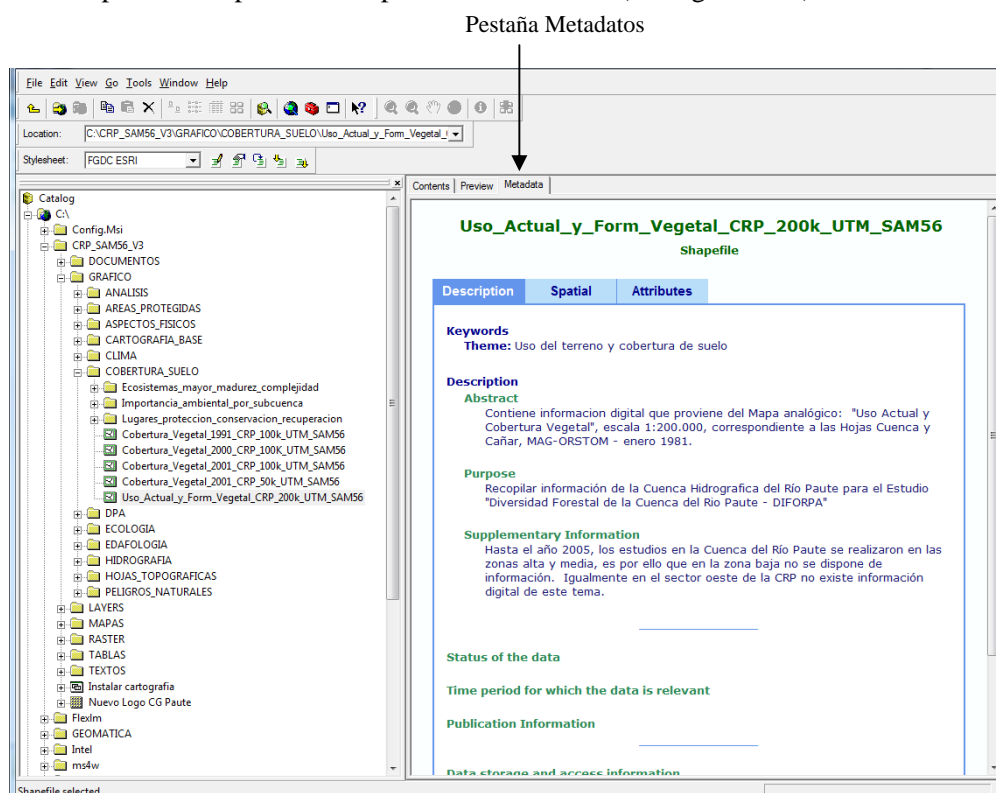 Pestaña Metadatos
File Edit View Go Tools Window Help
Location: C:\CRP_SAM56_V3\GRAFICO\COBERTURA_SUELO\Uso_Actual_y_Form_Vegetal_
Stylesheet: FGDC ESRI
Catalog
C:\
Config.Msi
CRP_SAM56_V3
DOCUMENTOS
GRAFICO
ANALISIS
AREAS_PROTEGIDAS
ASPECTOS_FISICOS
CARTOGRAFIA_BASE
CLIMA
COBERTURA_SUELO
Ecosistemas_mayor_madurez_complejidad
Importancia_ambiental_por_subcuenca
Lugares_proteccion_conservacion_recuperacion
Cobertura_Vegetal_1991_CRP_100k_UTM_SAM56
Cobertura_Vegetal_2000_CRP_100K_UTM_SAM56
Cobertura_Vegetal_2001_CRP_100k_UTM_SAM56
Cobertura_Vegetal_2001_CRP_50k_UTM_SAM56
Uso_Actual_y_Form_Vegetal_CRP_200k_UTM_SAM56
DPA
ECOLOGIA
EDAFOLOGIA
HIDROGRAFIA
HOJAS_TOPOGRAFICAS
PELIGROS_NATURALES
LAYERS
MAPAS
RASTER
TABLAS
TEXTOS
Instalar cartografia
Nuevo Logo CG Paute
Flexlm
GEOMATICA
Intel
ms4w
Contents Preview Metadata
Uso_Actual_y_Form_Vegetal_CRP_200k_UTM_SAM56
Shapefile
Description Spatial Attributes
Keywords
Theme: Uso del terreno y cobertura de suelo
Description
Abstract
Contiene informacion digital que proviene del Mapa analógico: "Uso Actual y
Cobertura Vegetal", escala 1:200.000, correspondiente a las Hojas Cuenca y
Cañar, MAG-ORSTOM - enero 1981.
Purpose
Recopilar información de la Cuenca Hidrografica del Río Paute para el Estudio
"Diversidad Forestal de la Cuenca del Rio Paute - DIFORPA"
Supplementary Information
Hasta el año 2005, los estudios en la Cuenca del Río Paute se realizaron en las
zonas alta y media, es por ello que en la zona baja no se dispone de
información. Igualmente en el sector oeste de la CRP no existe información
digital de este tema.
Status of the data
Time period for which the data is relevant
Publication Information
Data storage and access information
Shapefile selected